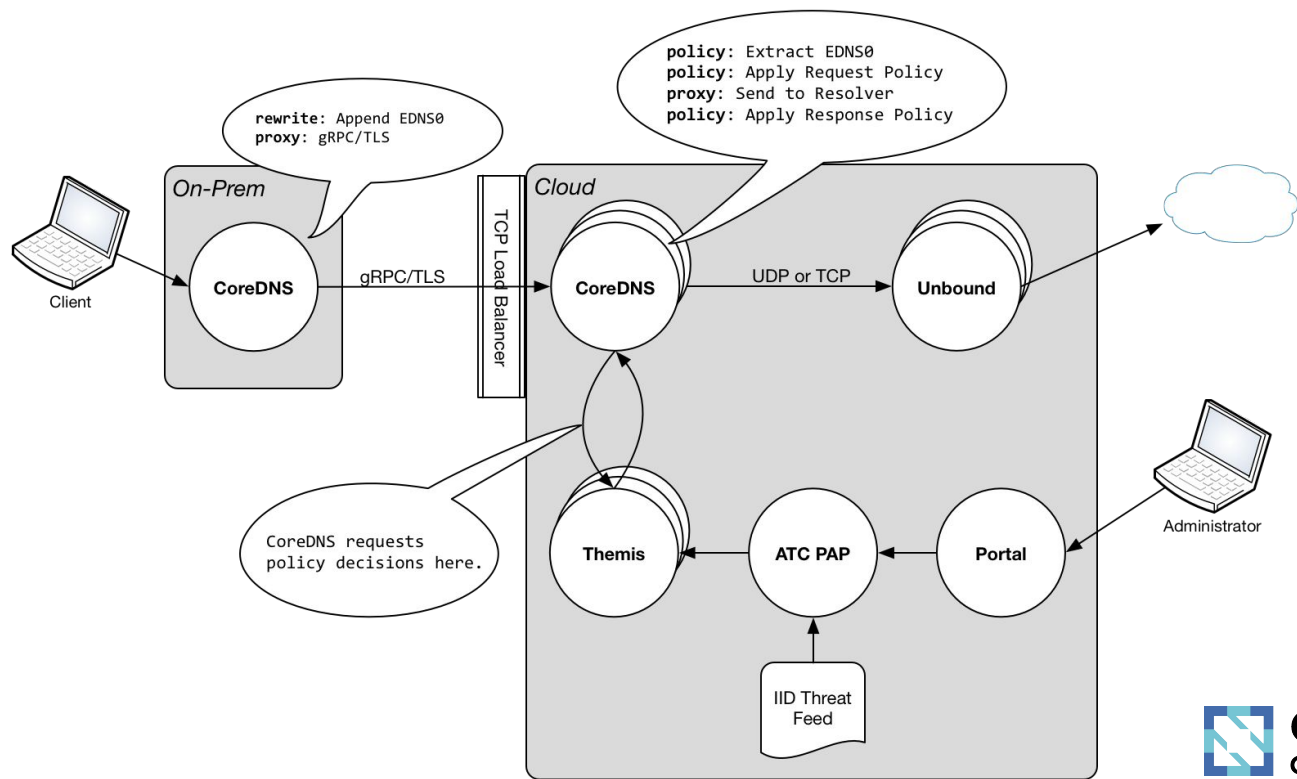 policy: Extract EDNS0
policy: Apply Request Policy
proxy: Send to Resolver
policy: Apply Response Policy
rewrite: Append EDNS0
proxy: gRPC/TLS
On-Prem
Cloud
TCP Load Balancer
Client
CoreDNS
gRPC/TLS
CoreDNS
UDP or TCP
Unbound
CoreDNS requests
policy decisions here.
Themis
ATC PAP
Portal
Administrator
IID Threat
Feed